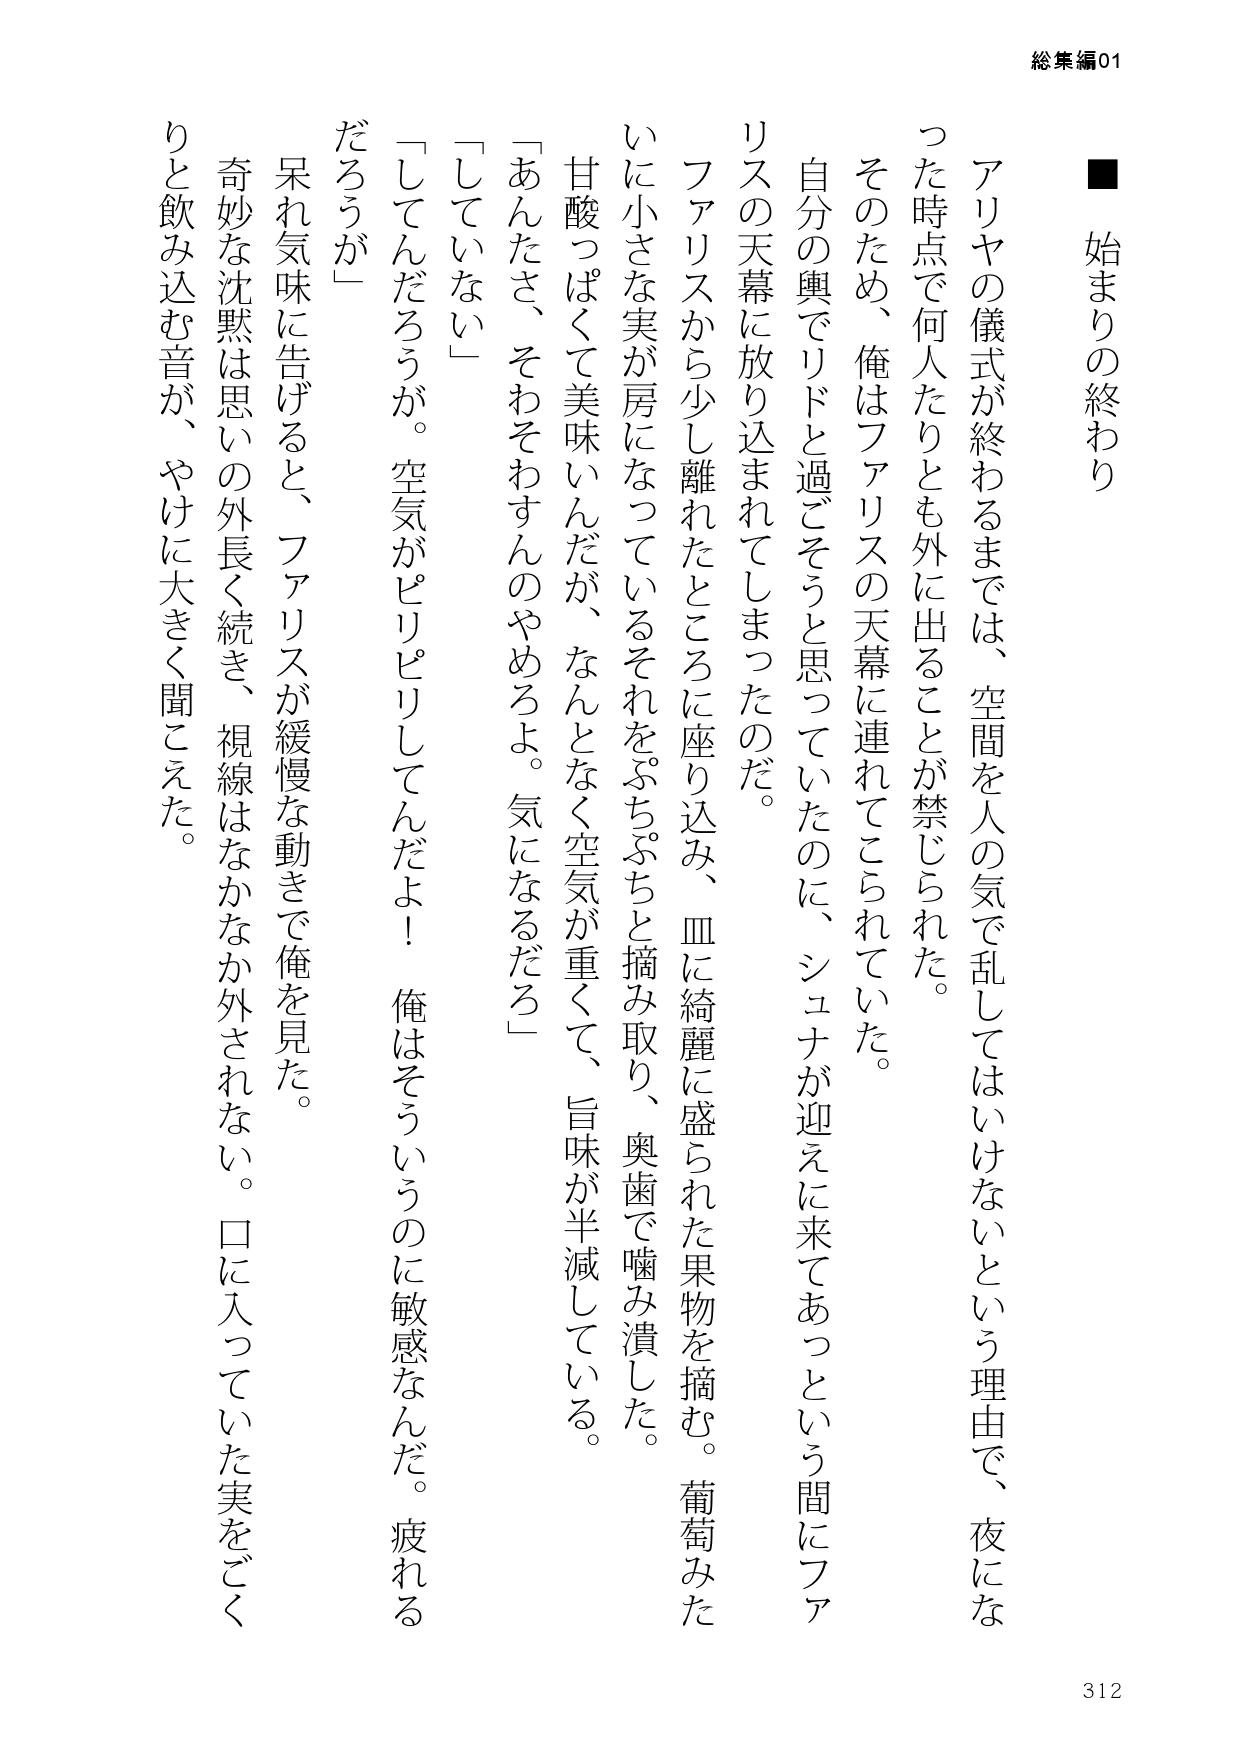 総集編01
■　始まりの終わり
　アリヤの儀式が終わるまでは、空間を人の気で乱してはいけないという理由で、夜にな
った時点で何人たりとも外に出ることが禁じられた。
　そのため、俺はファリスの天幕に連れてこられていた。
　自分の輿でリドと過ごそうと思っていたのに、シュナが迎えに来てあっという間にファ
リスの天幕に放り込まれてしまったのだ。
　ファリスから少し離れたところに座り込み、皿に綺麗に盛られた果物を摘む。葡萄みた
いに小さな実が房になっているそれをぷちぷちと摘み取り、奥歯で噛み潰した。
　甘酸っぱくて美味いんだが、なんとなく空気が重くて、旨味が半減している。
「あんたさ、そわそわすんのやめろよ。気になるだろ」
「していない」
「してんだろうが。空気がピリピリしてんだよ！　俺はそういうのに敏感なんだ。疲れる
だろうが」
　呆れ気味に告げると、ファリスが緩慢な動きで俺を見た。
　奇妙な沈黙は思いの外長く続き、視線はなかなか外されない。口に入っていた実をごく
りと飲み込む音が、やけに大きく聞こえた。
312